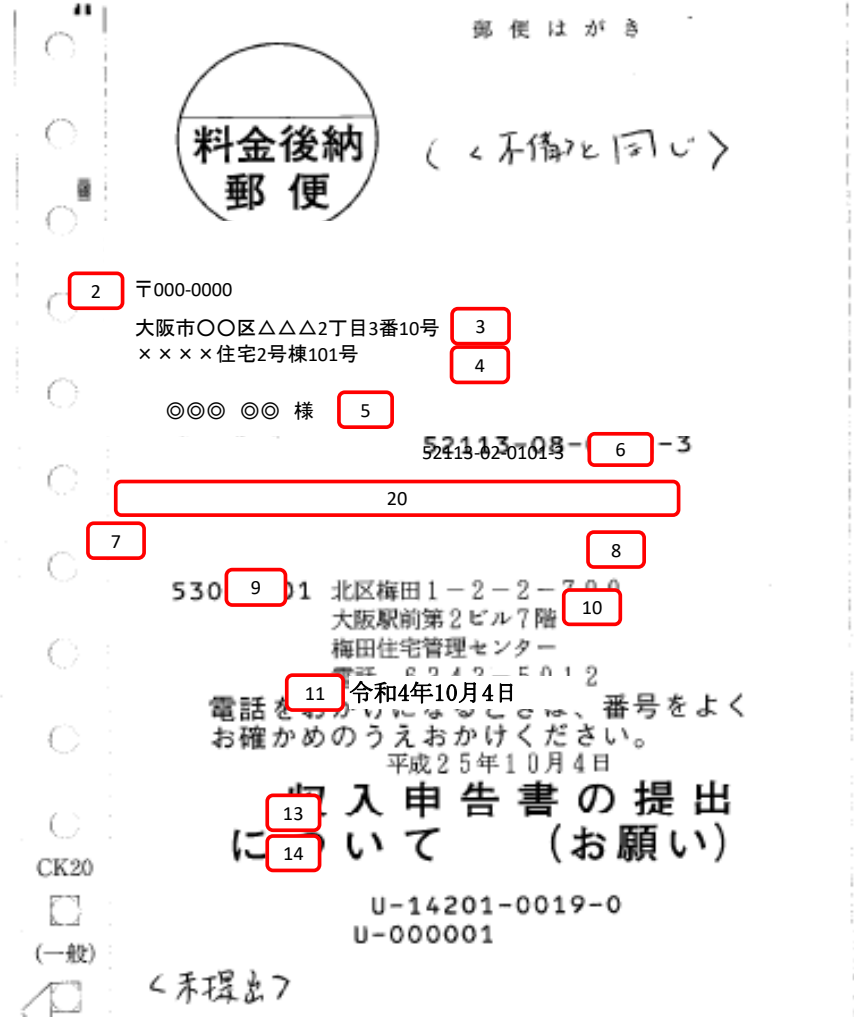 郵便はがき
料金後納
郵便
(<不備>と同じ>
2 〒000-0000
大阪市〇〇区△△△2丁目3番10号 3
××××住宅2号棟101号 4
◎◎◎ ◎◎ 様 5
52113-08- -3
52113-02-0101-3 6
20
7 8
530 9 01 北区梅田1-2-2-700
大阪駅前第2ビル7階 10
梅田住宅管理センター
電話 6343-5012
11 令和4年10月4日
電話をおかけになるときは、番号をよく
お確かめのうえおかけください。
平成25年10月4日
13 収入申告書の提出
14 について (お願い)
CK20
U-14201-0019-0
U-000001
(一般)
<未提出>